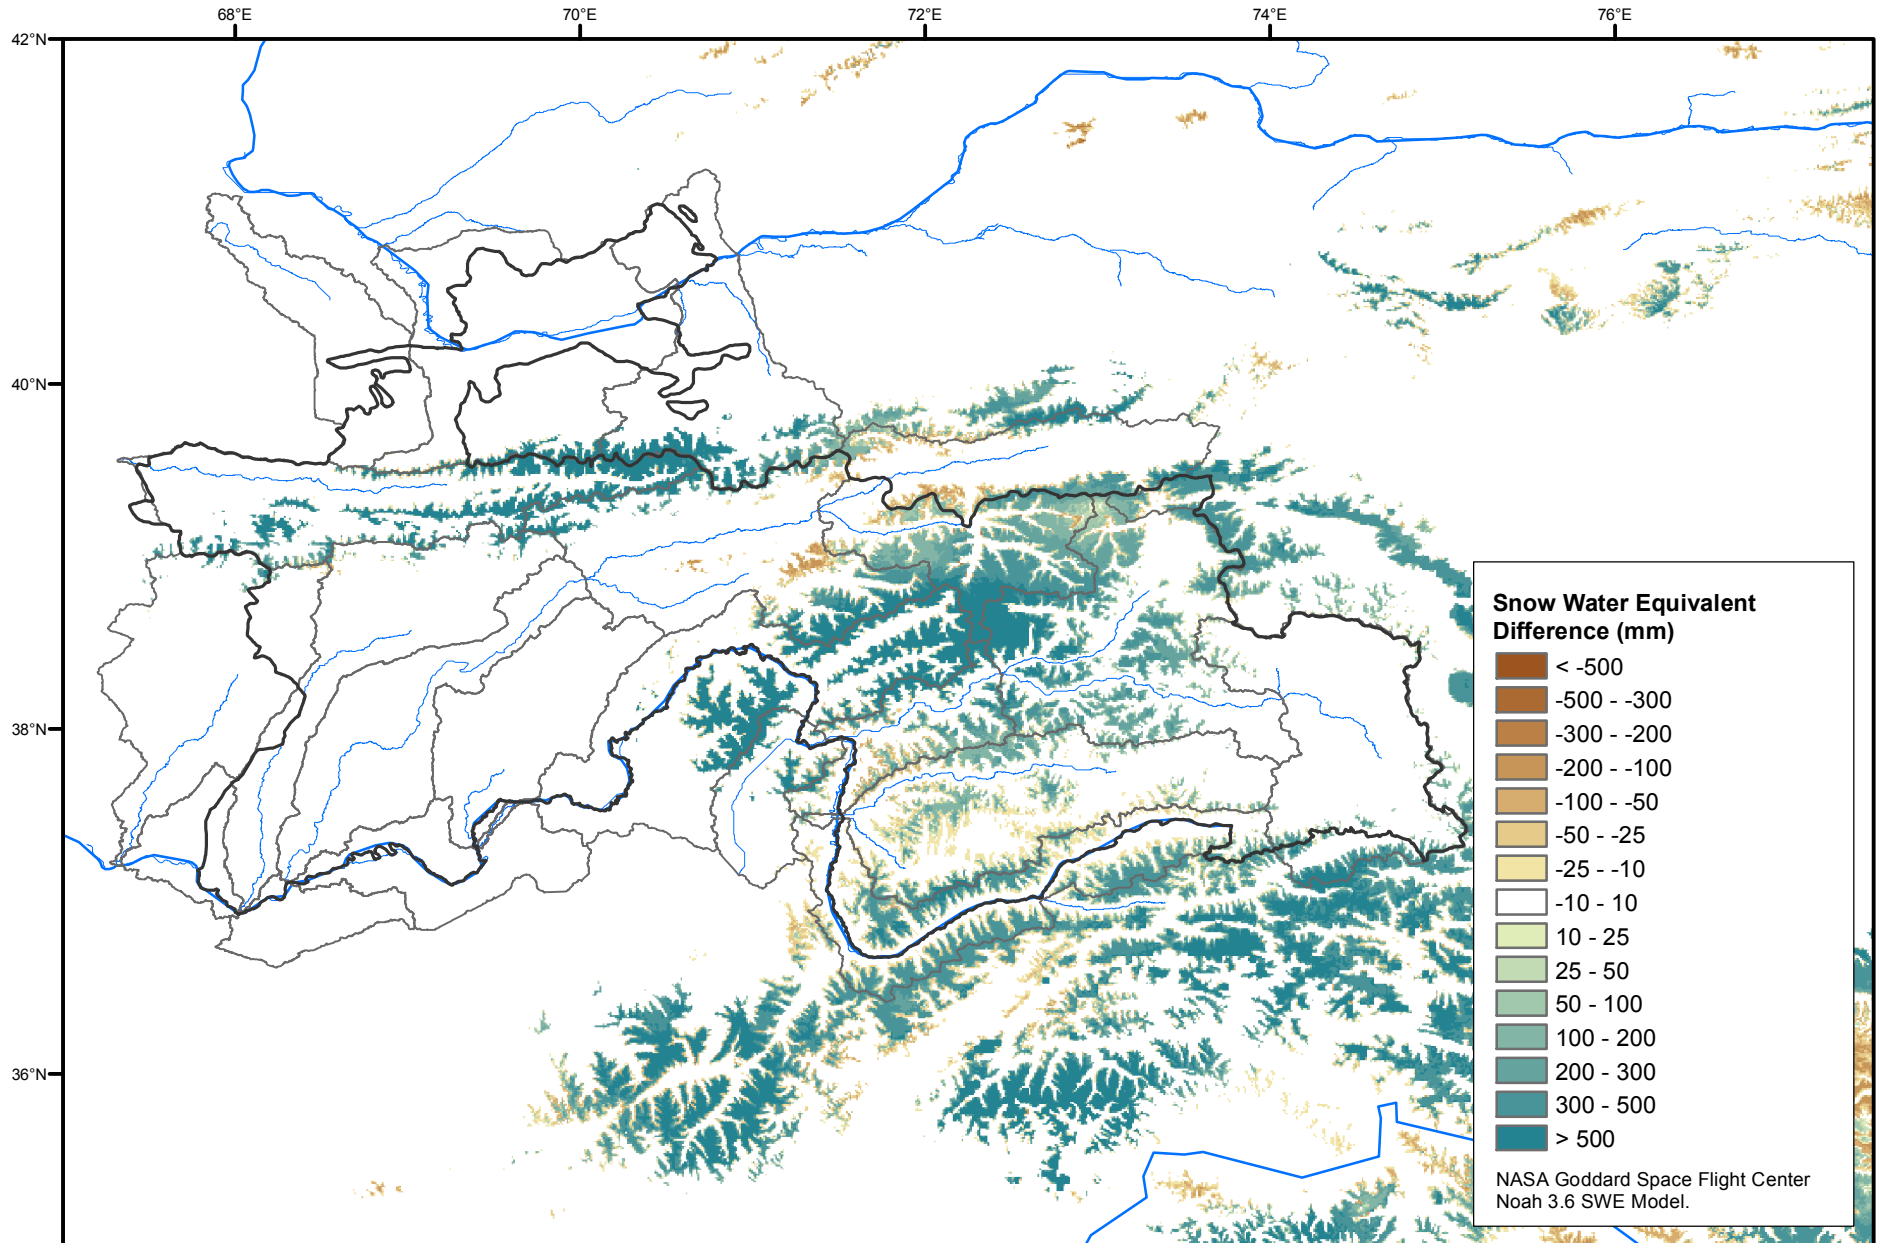 68°E
70°E
72°E
74°E
76°E
42°N
40°N
38°N
36°N
Snow Water Equivalent
Difference (mm)
< -500
-500 - -300
-300 - -200
-200 - -100
-100 - -50
-50 - -25
-25 - -10
-10 - 10
10 - 25
25 - 50
50 - 100
100 - 200
200 - 300
300 - 500
> 500
NASA Goddard Space Flight Center
Noah 3.6 SWE Model.